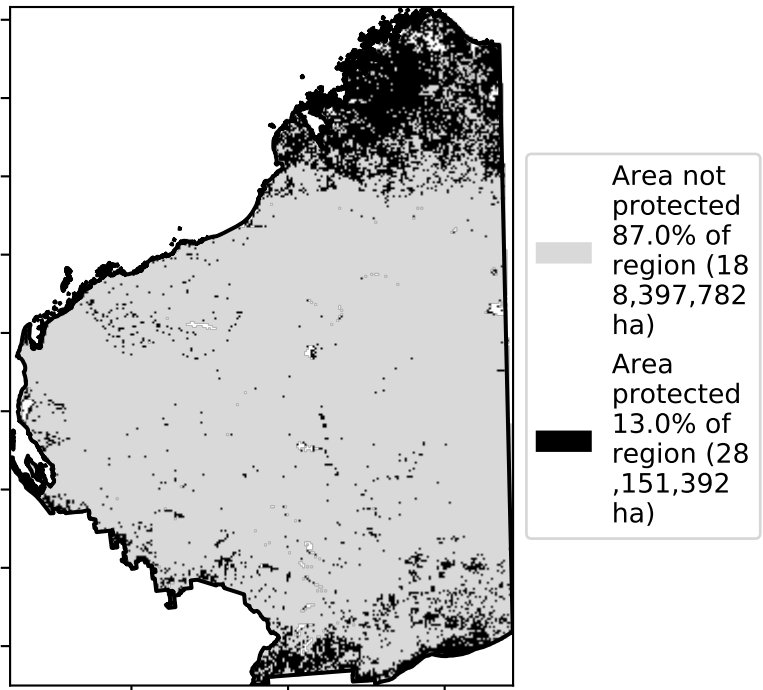 Area not
protected
87.0% of
region (18
8,397,782
ha)
Area
protected
13.0% of
region (28
,151,392
ha)